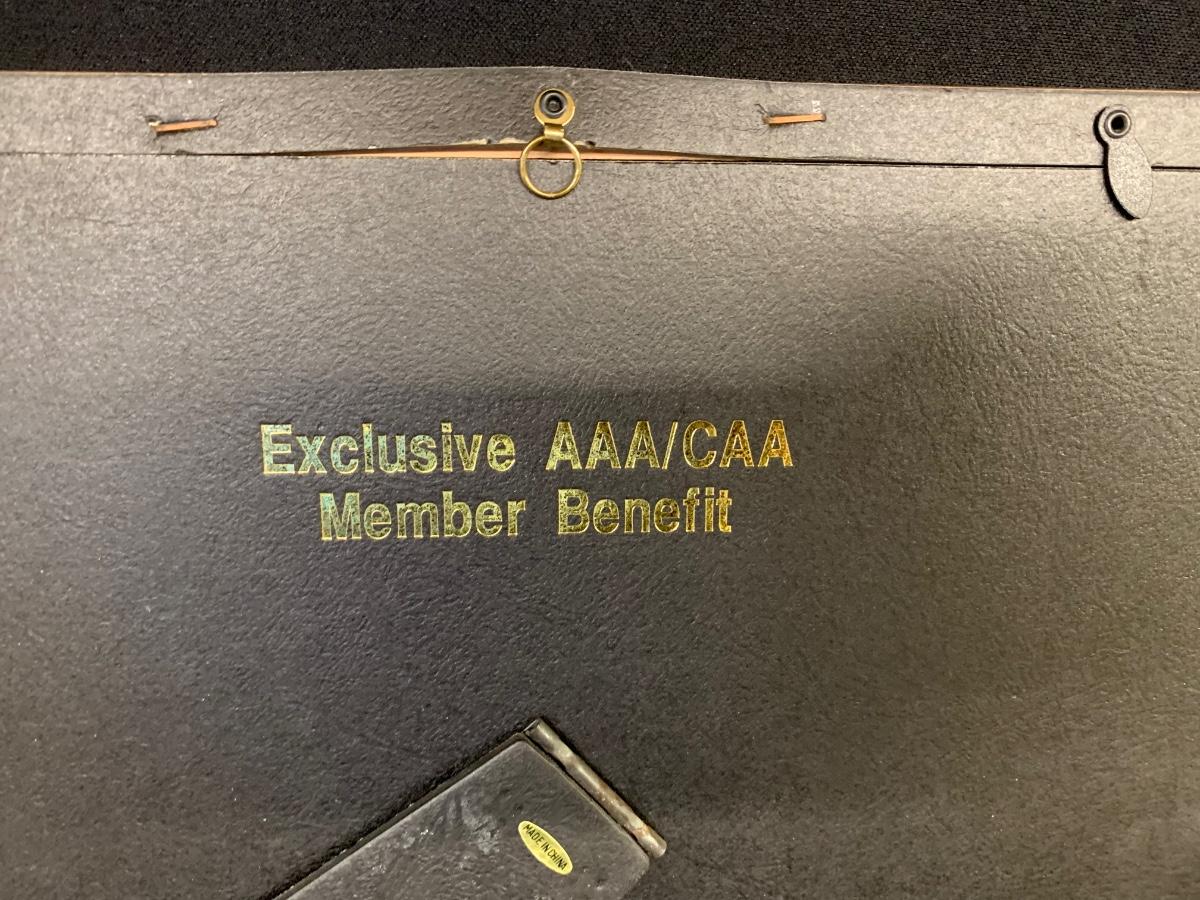 Exclusive AAA/CAA
Member Benefit
MADE IN CHINA